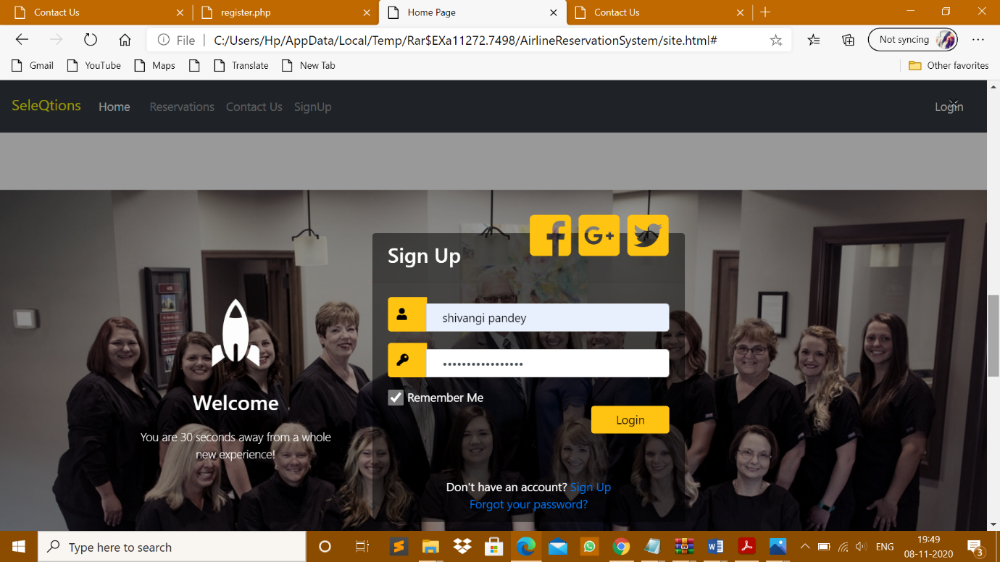 Contact Us
register.php
Home Page
Contact Us
File
C:/Users/Hp/AppData/Local/Temp/Rar$EXa11272.7498/AirlineReservationSystem/site.html#
Not syncing
Gmail
YouTube
Maps
Translate
New Tab
Other favorites
SeleQtions
Home
Reservations
Contact Us
SignUp
Login
Sign Up
G+
shivangi pandey
Remember Me
Login
Welcome
You are 30 seconds away from a whole
new experience!
Don't have an account? Sign Up
Forgot your password?
Type here to search
ENG
19:49
08-11-2020
3